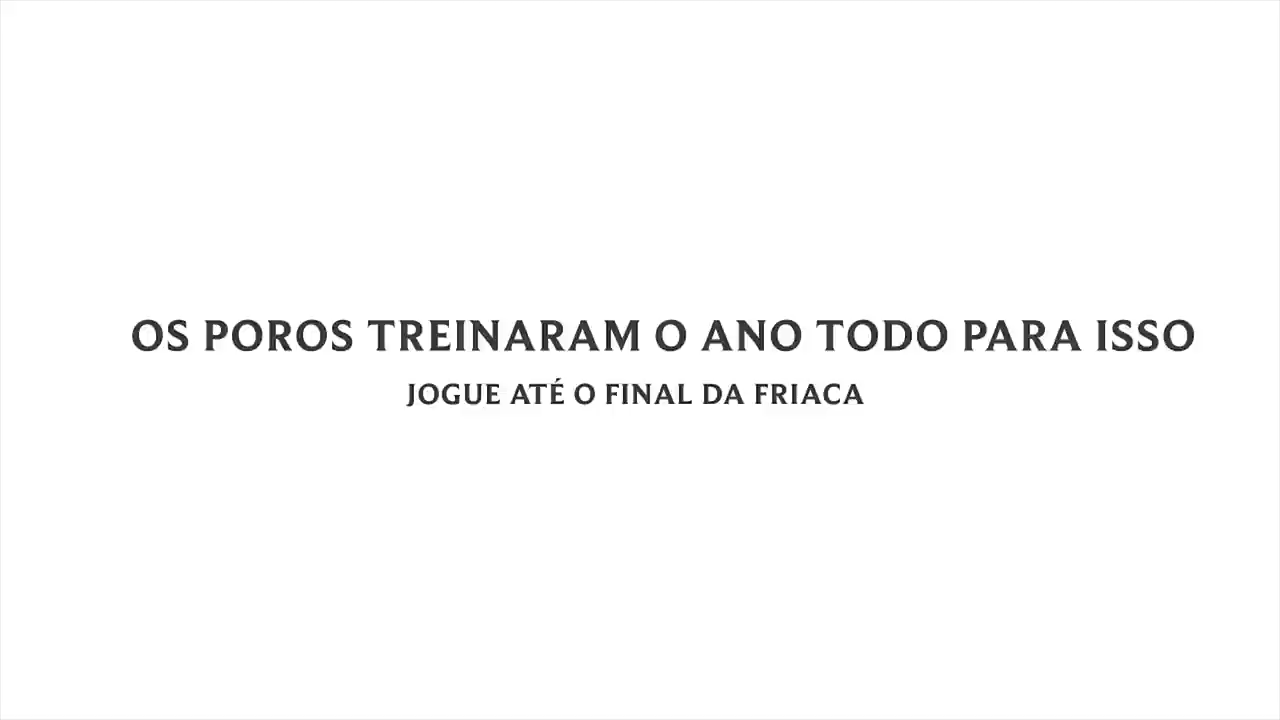 OS POROS TREINARAM O ANO TODO PARA ISSO
JOGUE ATÉ O FINAL DA FRIACA